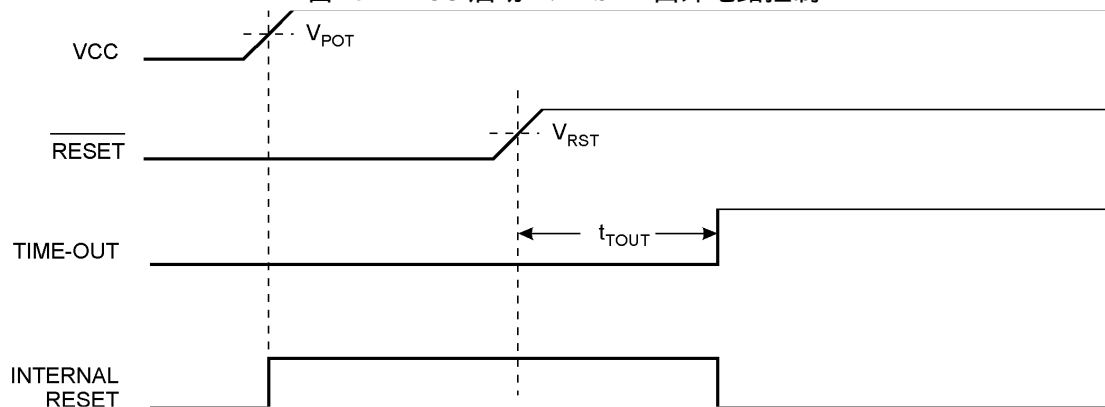 VCC
V_POT
RESET
V_RST
TIME-OUT
t_TOUT
INTERNAL
RESET